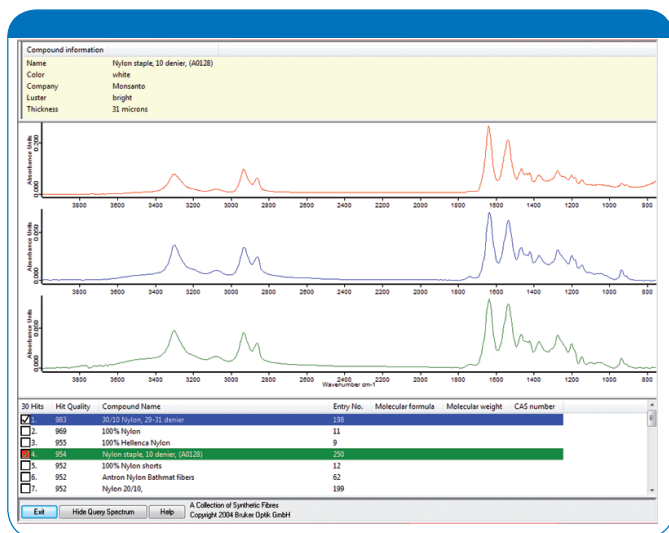 Compound information
Name Nylon staple, 10 denier, (A0128)
Color white
Company Monsanto
Luster bright
Thickness 31 microns
Absorbance Units
0.200
0.000
3800 3600 3400 3200 3000 2800 2600 2400 2200 2000 1800 1600 1400 1200 1000 800
Absorbance Units
0.000
3800 3600 3400 3200 3000 2800 2600 2400 2200 2000 1800 1600 1400 1200 1000 800
Absorbance Units
0.050
0.000
3800 3600 3400 3200 3000 2800 2600 2400 2200 2000 1800 1600 1400 1200 1000 800
Wavenumber cm-1
30 Hits Hit Quality Compound Name Entry No. Molecular formula Molecular weight CAS number
1. 983 30/10 Nylon, 29-31 denier 198
2. 969 100% Nylon 11
3. 955 100% Hellenca Nylon 9
4. 954 Nylon staple, 10 denier, (A0128) 250
5. 952 100% Nylon shorts 12
6. 952 Antron Nylon Bathmat fibers 62
7. 952 Nylon 20/10, 199
Exit Hide Query Spectrum Help
A Collection of Synthetic Fibres
Copyright 2004 Bruker Optik GmbH